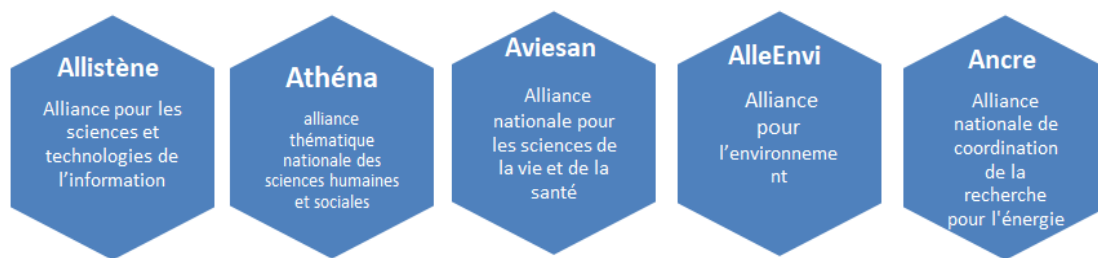 Allistène
Alliance pour les
sciences et
technologies de
l'information
Athéna
alliance
thématique
nationale des
sciences humaines
et sociales
Aviesan
Alliance
nationale pour
les sciences de
la vie et de la
santé
AlleEnvi
Alliance
pour
l'environneme
nt
Ancre
Alliance
nationale de
coordination
de la
recherche
pour l'énergie